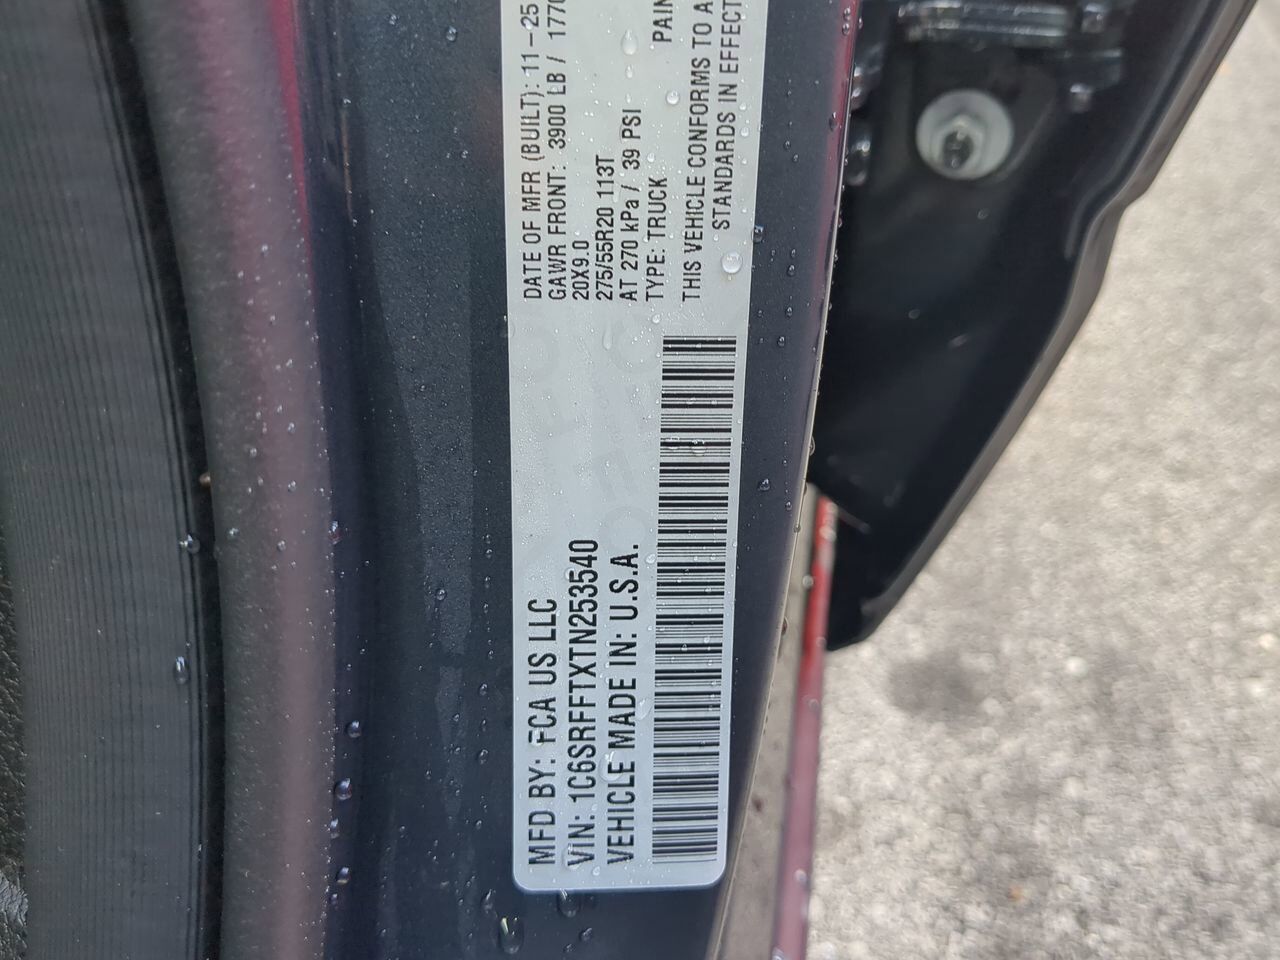 MFD BY: FCA US LLC
VIN: 1C6SRFFTXTN253540
VEHICLE MADE IN: U.S.A.
DATE OF MFR (BUILT): 11-25
GAWR FRONT: 3900 LB / 177
20X9.0
275/55R20 113T
AT 270 kPa / 39 PSI
TYPE: TRUCK
PAIN
THIS VEHICLE CONFORMS TO A
STANDARDS IN EFFECT